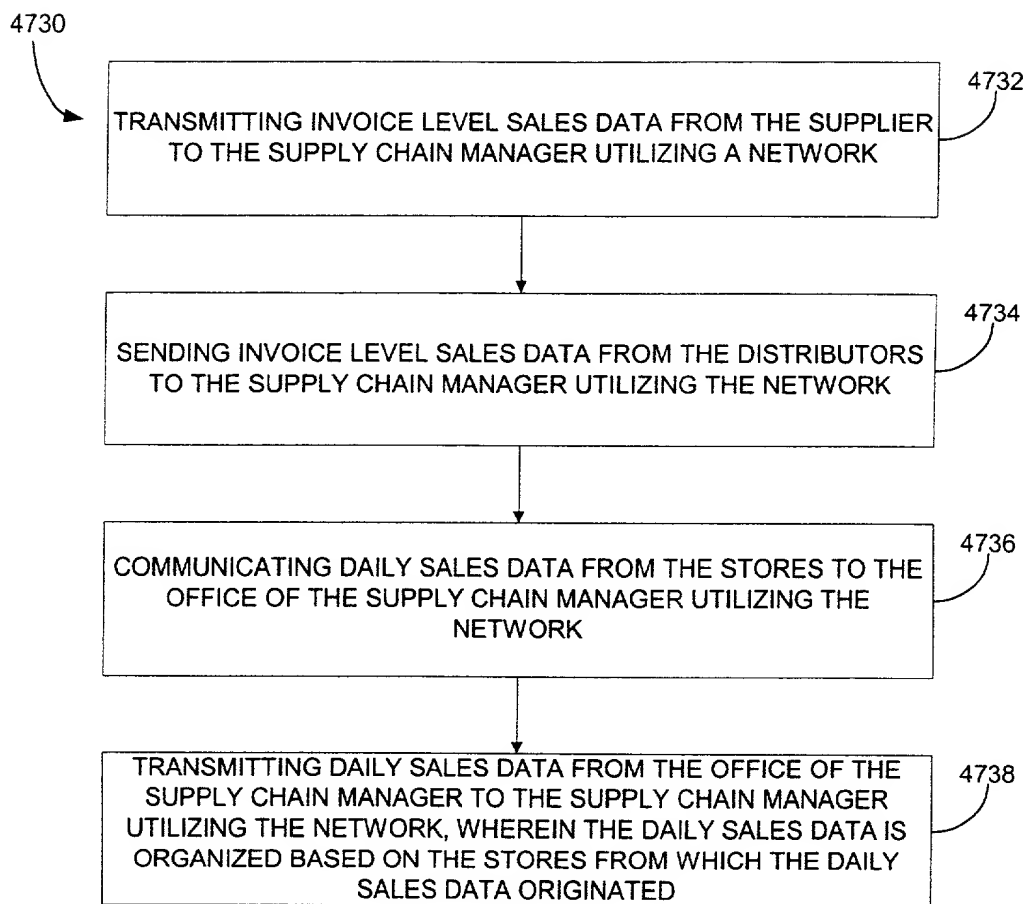 4730
4732
TRANSMITTING INVOICE LEVEL SALES DATA FROM THE SUPPLIER
TO THE SUPPLY CHAIN MANAGER UTILIZING A NETWORK
4734
SENDING INVOICE LEVEL SALES DATA FROM THE DISTRIBUTORS
TO THE SUPPLY CHAIN MANAGER UTILIZING THE NETWORK
4736
COMMUNICATING DAILY SALES DATA FROM THE STORES TO THE
OFFICE OF THE SUPPLY CHAIN MANAGER UTILIZING THE
NETWORK
4738
TRANSMITTING DAILY SALES DATA FROM THE OFFICE OF THE
SUPPLY CHAIN MANAGER TO THE SUPPLY CHAIN MANAGER
UTILIZING THE NETWORK, WHEREIN THE DAILY SALES DATA IS
ORGANIZED BASED ON THE STORES FROM WHICH THE DAILY
SALES DATA ORIGINATED